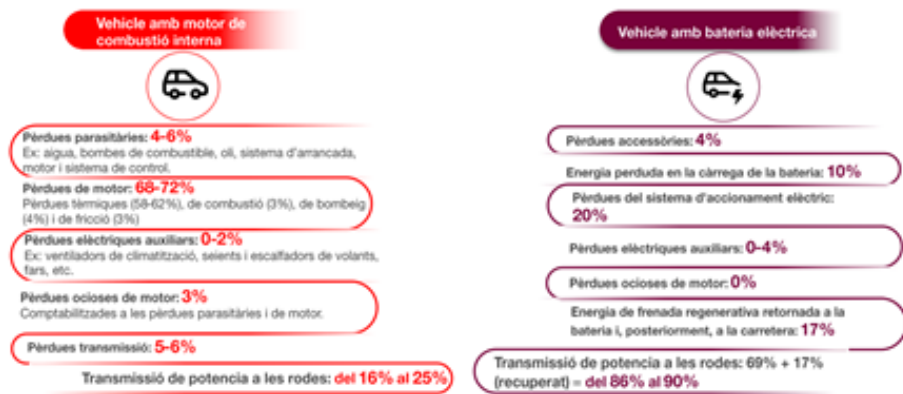 Vehicle amb motor de
combustió interna
Pèrdues parasitàries: 4-6%
Ex: aigua, bombes de combustible, oli, sistema d'arrancada,
motor i sistema de control.
Pèrdues de motor: 68-72%
Pèrdues tèrmiques (58-62%), de combustió (3%), de bombeig
(4%) i de fricció (3%)
Pèrdues elèctriques auxiliars: 0-2%
Ex: ventiladors de climatització, seients i escalfadors de volants,
fars, etc.
Pèrdues ocioses de motor: 3%
Comptabilitzades a les pèrdues parasitàries i de motor.
Pèrdues transmissió: 5-6%
Transmissió de potencia a les rodes: del 16% al 25%
Vehicle amb bateria elèctrica
Pèrdues accessòries: 4%
Energia perduda en la càrrega de la bateria: 10%
Pèrdues del sistema d'accionament elèctric:
20%
Pèrdues elèctriques auxiliars: 0-4%
Pèrdues ocioses de motor: 0%
Energia de frenada regenerativa retornada a la
bateria i, posteriorment, a la carretera: 17%
Transmissió de potencia a les rodes: 69% + 17%
(recuperat) = del 86% al 90%